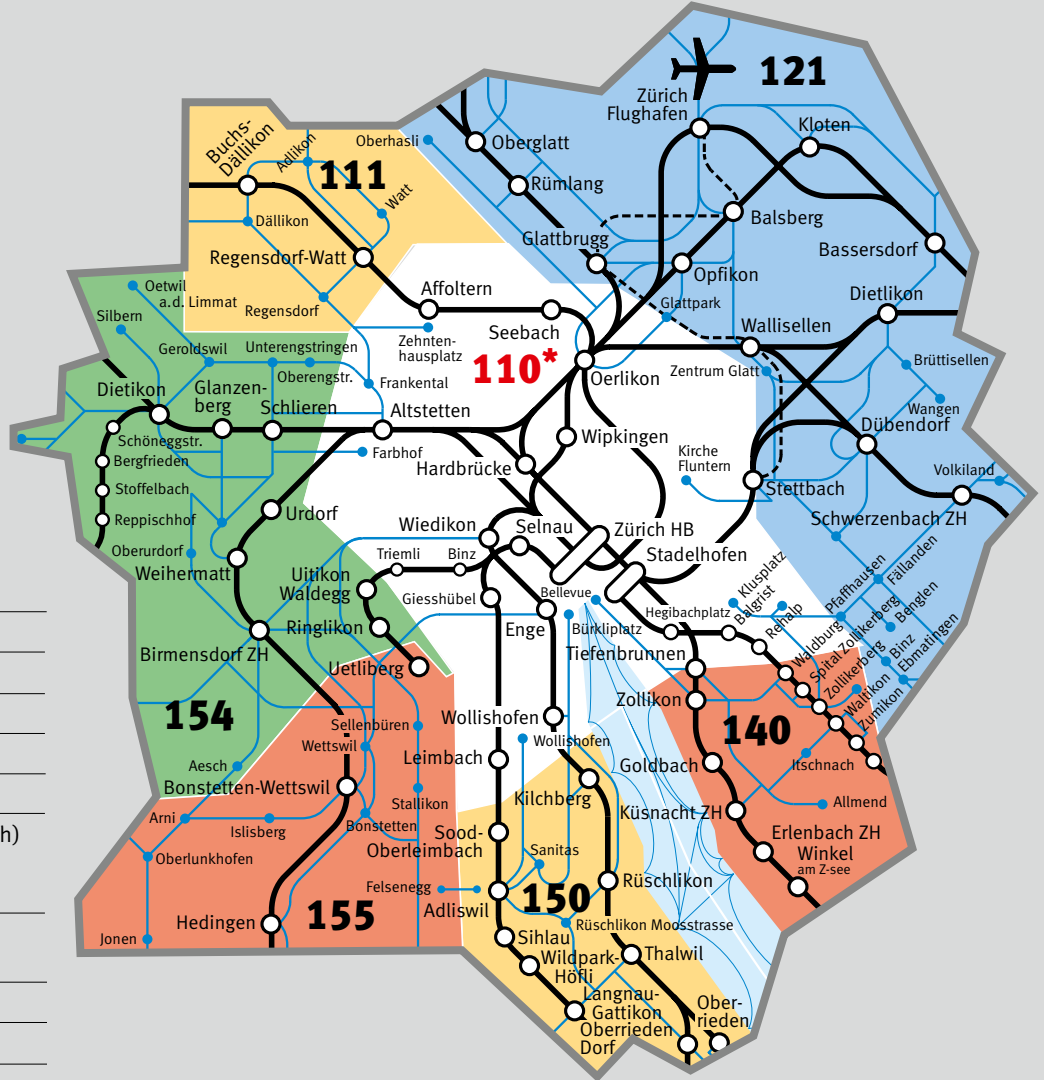 121
Zürich
Flughafen
Kloten
Buchs-
Dällikon
Adlikon
Oberhasli
Oberglatt
111
Watt
Rümlang
Dällikon
Balsberg
Glattbrugg
Bassersdorf
Regensdorf-Watt
Opfikon
Oetwil
a.d. Limmat
Affoltern
Dietlikon
Regensdorf
Glattpark
Silbern
Seebach
Wallisellen
Zehnten-
hausplatz
Geroldswil
Unterengstringen
110*
Brüttisellen
Oberengstr.
Zentrum Glatt
Oerlikon
Frankental
Dietikon
Glanzen-
berg
Schlieren
Altstetten
Wangen
Dübendorf
Schöneggstr.
Wipkingen
Farbhof
Kirche
Fluntern
Bergfrieden
Hardbrücke
Volkiland
Stoffelbach
Stettbach
Urdorf
Reppischhof
Schwerzenbach ZH
Wiedikon
Selnau
Zürich HB
Oberurdorf
Triemli
Binz
Stadelhofen
Weihermatt
Uitikon
Waldegg
Klusplatz
Pfaffhausen
Fällanden
Giesshübel
Bellevue
Balgrist
Hegibachplatz
Rehalp
Benglen
Ringlikon
Enge
Bürkliplatz
Waldburg
Spital Zollikerberg
Zollikerberg
Binz
Ebmatingen
Birmensdorf ZH
Tiefenbrunnen
Uetliberg
Waltikon
Zumikon
Zollikon
154
Wollishofen
140
Sellenbüren
Wettswil
Wollishofen
Leimbach
Goldbach
Itschnach
Aesch
Bonstetten-Wettswil
Kilchberg
Stallikon
Allmend
Küsnacht ZH
Arni
Islisberg
Bonstetten
Sood-
Oberleimbach
Erlenbach ZH
h)
Oberlunkhofen
Sanitas
Winkel
am Z-see
Felsenegg
Rüschlikon
150
Adliswil
155
Hedingen
Rüschlikon Moosstrasse
Jonen
Sihlau
Wildpark-
Höfli
Thalwil
Langnau-
Gattikon
Ober-
rieden
Oberrieden
Dorf